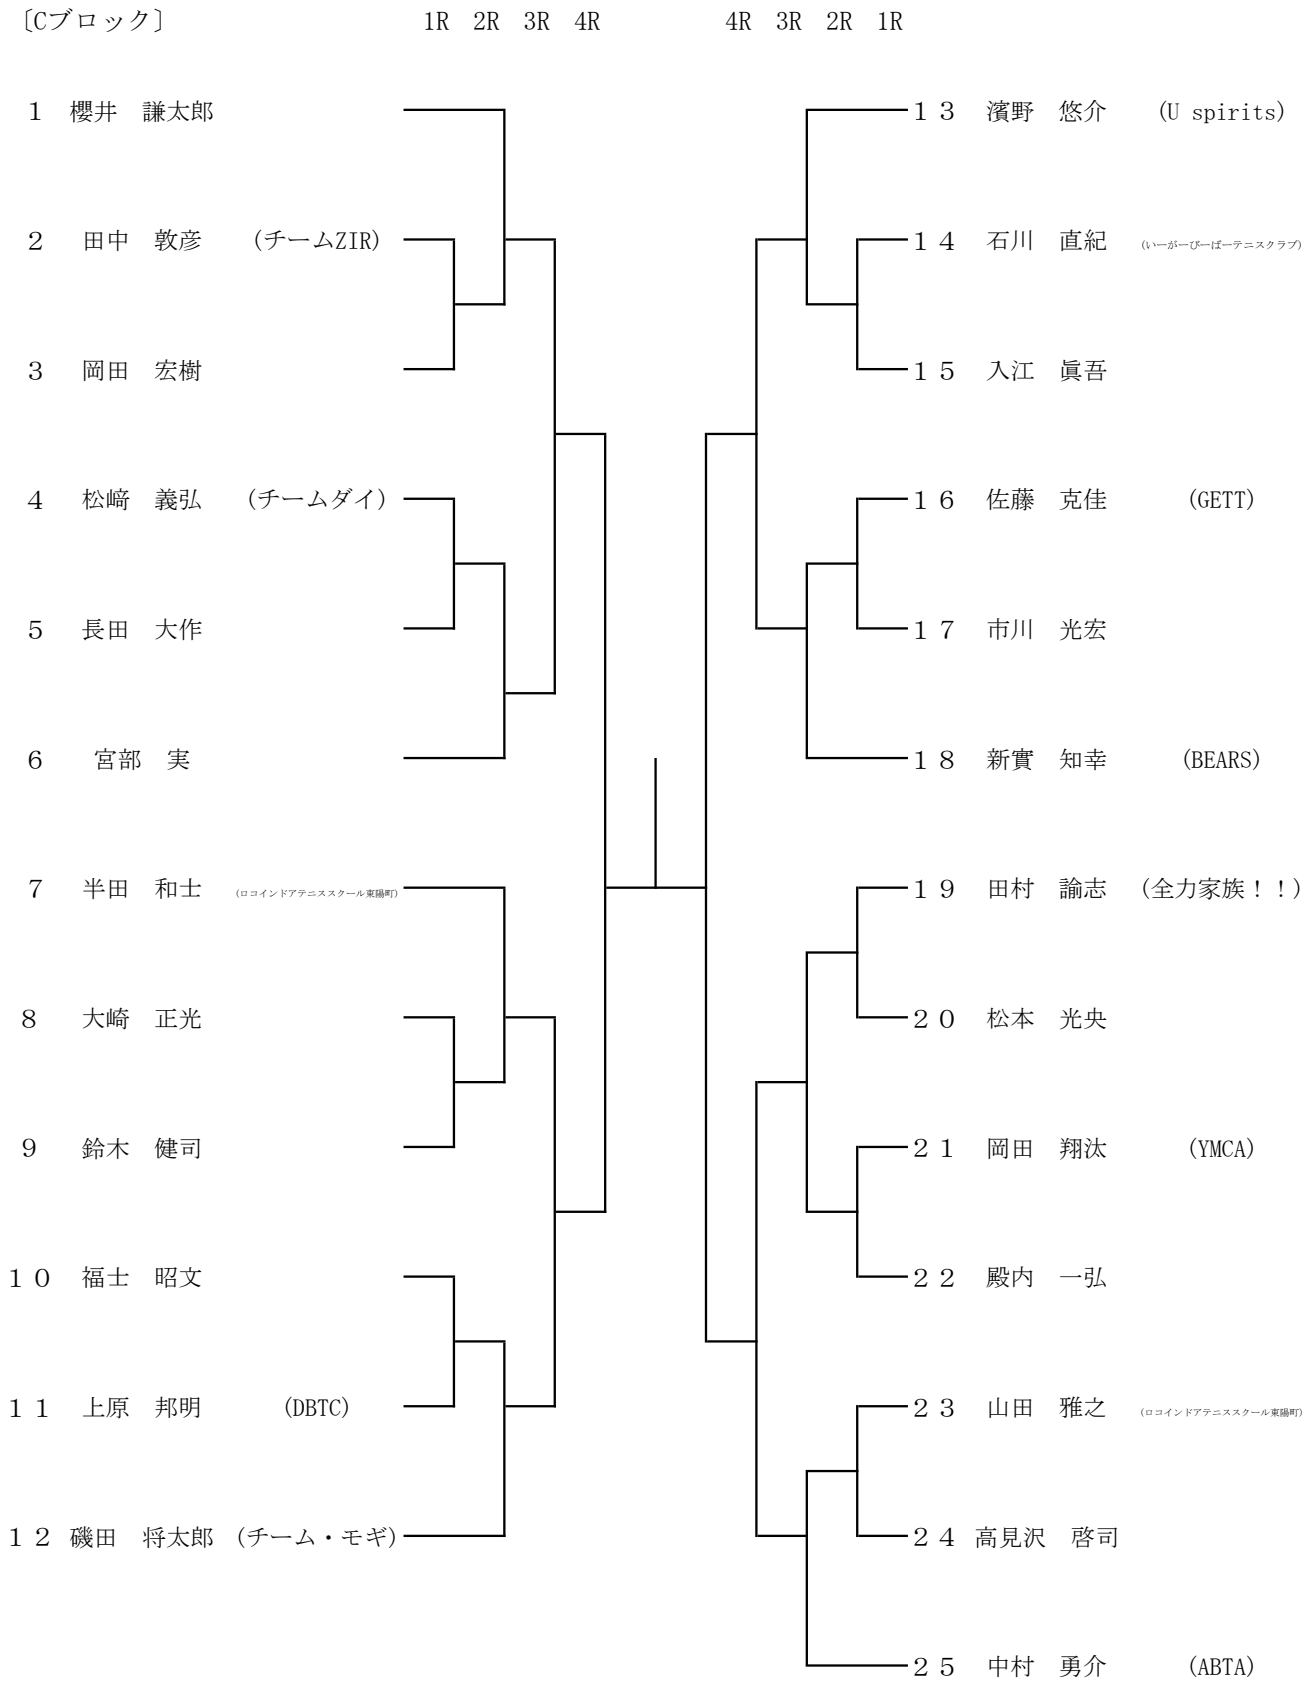 〔Cブロック〕 1R 2R 3R 4R 4R 3R 2R 1R
1 櫻井 謙太郎 13 濱野 悠介 (U spirits)
2 田中 敦彦 (チームZIR) 14 石川 直紀 (いーがーびーばーテニスクラブ)
3 岡田 宏樹 15 入江 眞吾
4 松﨑 義弘 (チームダイ) 16 佐藤 克佳 (GETT)
5 長田 大作 17 市川 光宏
6 宮部 実 18 新實 知幸 (BEARS)
7 半田 和士 (ロコインドアテニススクール東陽町) 19 田村 諭志 (全力家族！！)
8 大崎 正光 20 松本 光央
9 鈴木 健司 21 岡田 翔汰 (YMCA)
10 福士 昭文 22 殿内 一弘
11 上原 邦明 (DBTC) 23 山田 雅之 (ロコインドアテニススクール東陽町)
12 磯田 将太郎 (チーム・モギ) 24 高見沢 啓司
25 中村 勇介 (ABTA)